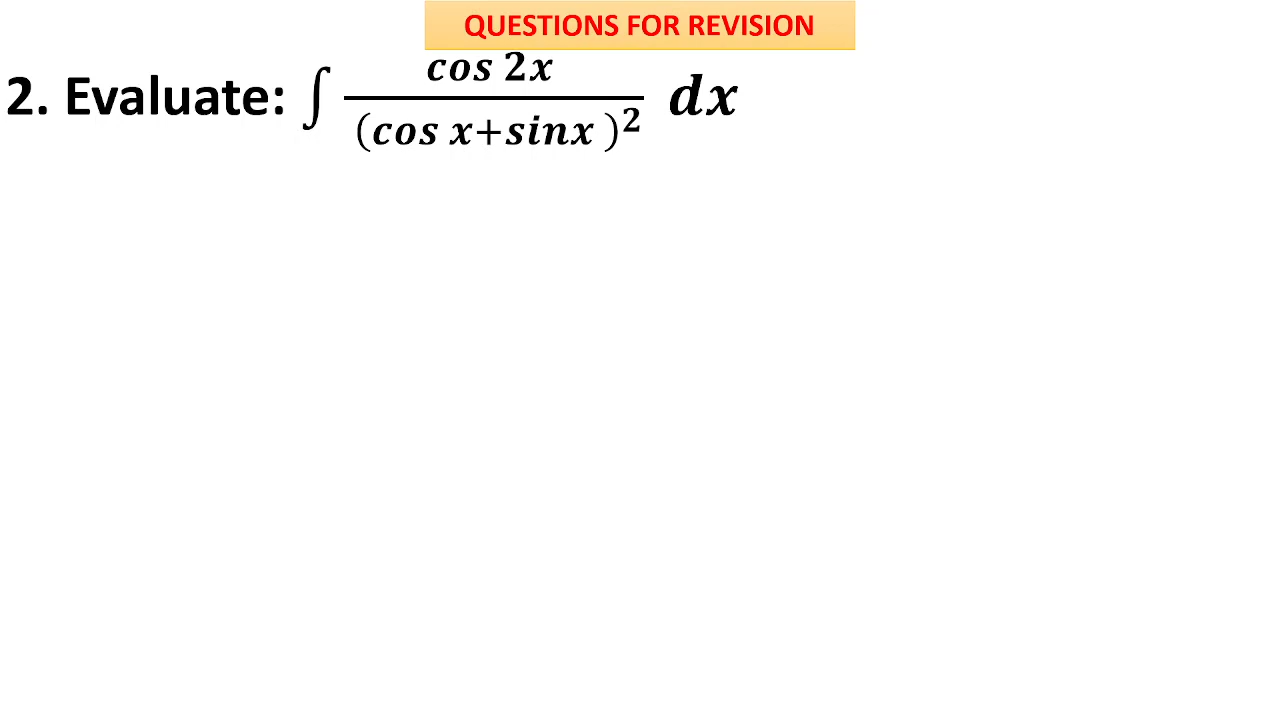 QUESTIONS FOR REVISION
2. Evaluate: ∫ cos 2x / (cos x+sinx )² dx